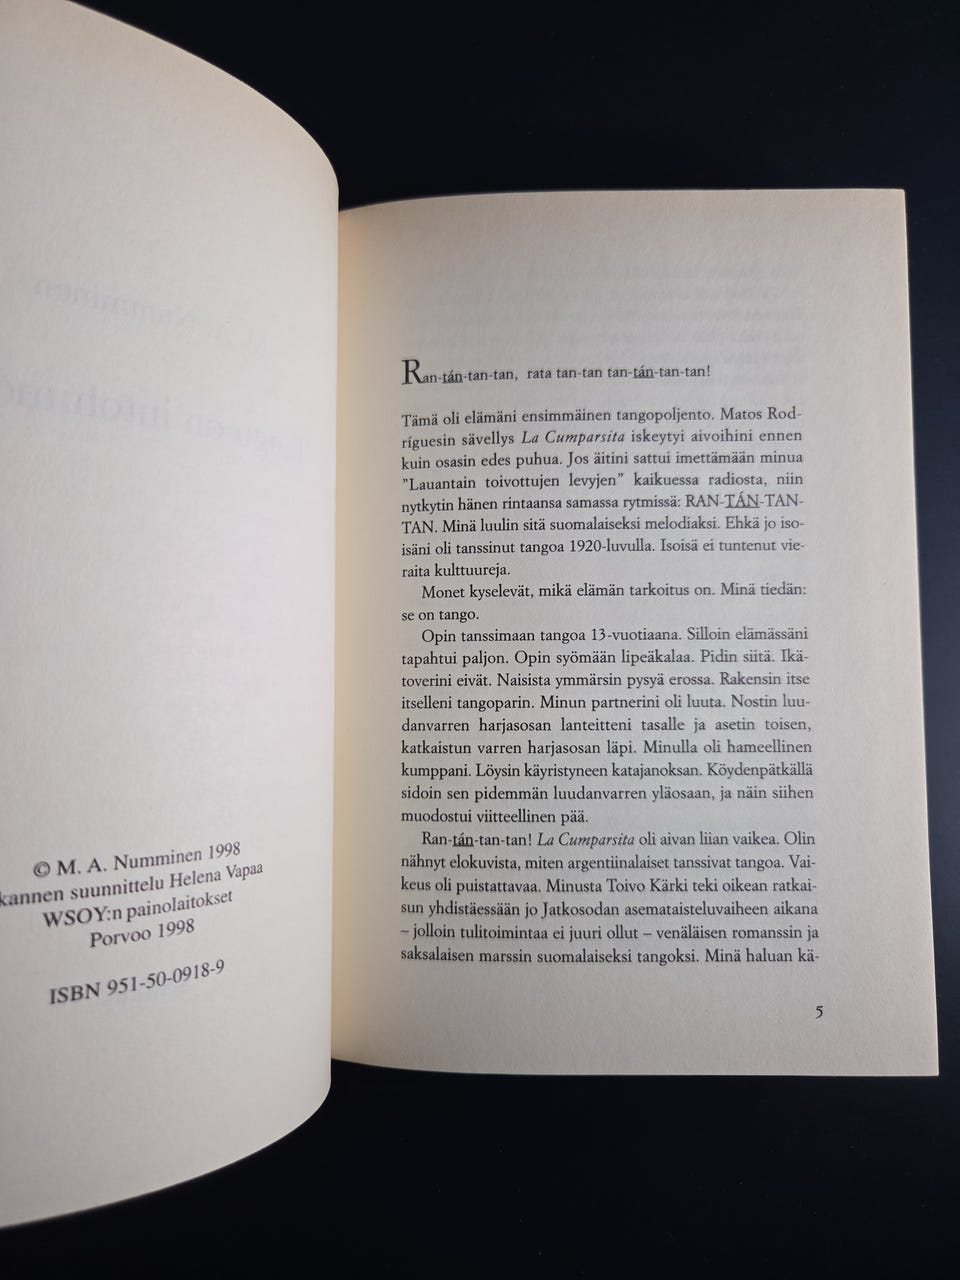 © M. A. Numminen 1998
kannen suunnittelu Helena Vapaa
WSOY:n painolaitokset
Porvoo 1998
ISBN 951-50-0918-9
Ran-tán-tan-tan, rata tan-tan tan-tán-tan-tan!
Tämä oli elämäni ensimmäinen tangopoljento. Matos Rod-
ríguesin sävellys La Cumparsita iskeytyi aivoihini ennen
kuin osasin edes puhua. Jos äitini sattui imettämään minua
”Lauantain toivottujen levyjen” kaikuessa radiosta, niin
nytkytin hänen rintaansa samassa rytmissä: RAN-TÁN-TAN-
TAN. Minä luulin sitä suomalaiseksi melodiaksi. Ehkä jo iso-
isäni oli tanssinut tangoa 1920-luvulla. Isoisä ei tuntenut vie-
raita kulttuureja.
Monet kyselevät, mikä elämän tarkoitus on. Minä tiedän:
se on tango.
Opin tanssimaan tangoa 13-vuotiaana. Silloin elämässäni
tapahtui paljon. Opin syömään lipeäkalaa. Pidin siitä. Ikä-
toverini eivät. Naisista ymmärsin pysyä erossa. Rakensin itse
itselleni tangoparin. Minun partnerini oli luuta. Nostin luu-
danvarren harjasosan lanteitteni tasalle ja asetin toisen,
katkaistun varren harjasosan läpi. Minulla oli hameellinen
kumppani. Löysin käyristyneen katajanoksan. Köydenpätkällä
sidoin sen pidemmän luudanvarren yläosaan, ja näin siihen
muodostui viitteellinen pää.
Ran-tán-tan-tan! La Cumparsita oli aivan liian vaikea. Olin
nähnyt elokuvista, miten argentiinalaiset tanssivat tangoa. Vai-
keus oli puistattavaa. Minusta Toivo Kärki teki oikean ratkai-
sun yhdistäessään jo Jatkosodan asemataisteluvaiheen aikana
– jolloin tulitoimintaa ei juuri ollut – venäläisen romanssin ja
saksalaisen marssin suomalaiseksi tangoksi. Minä haluan kä-
5